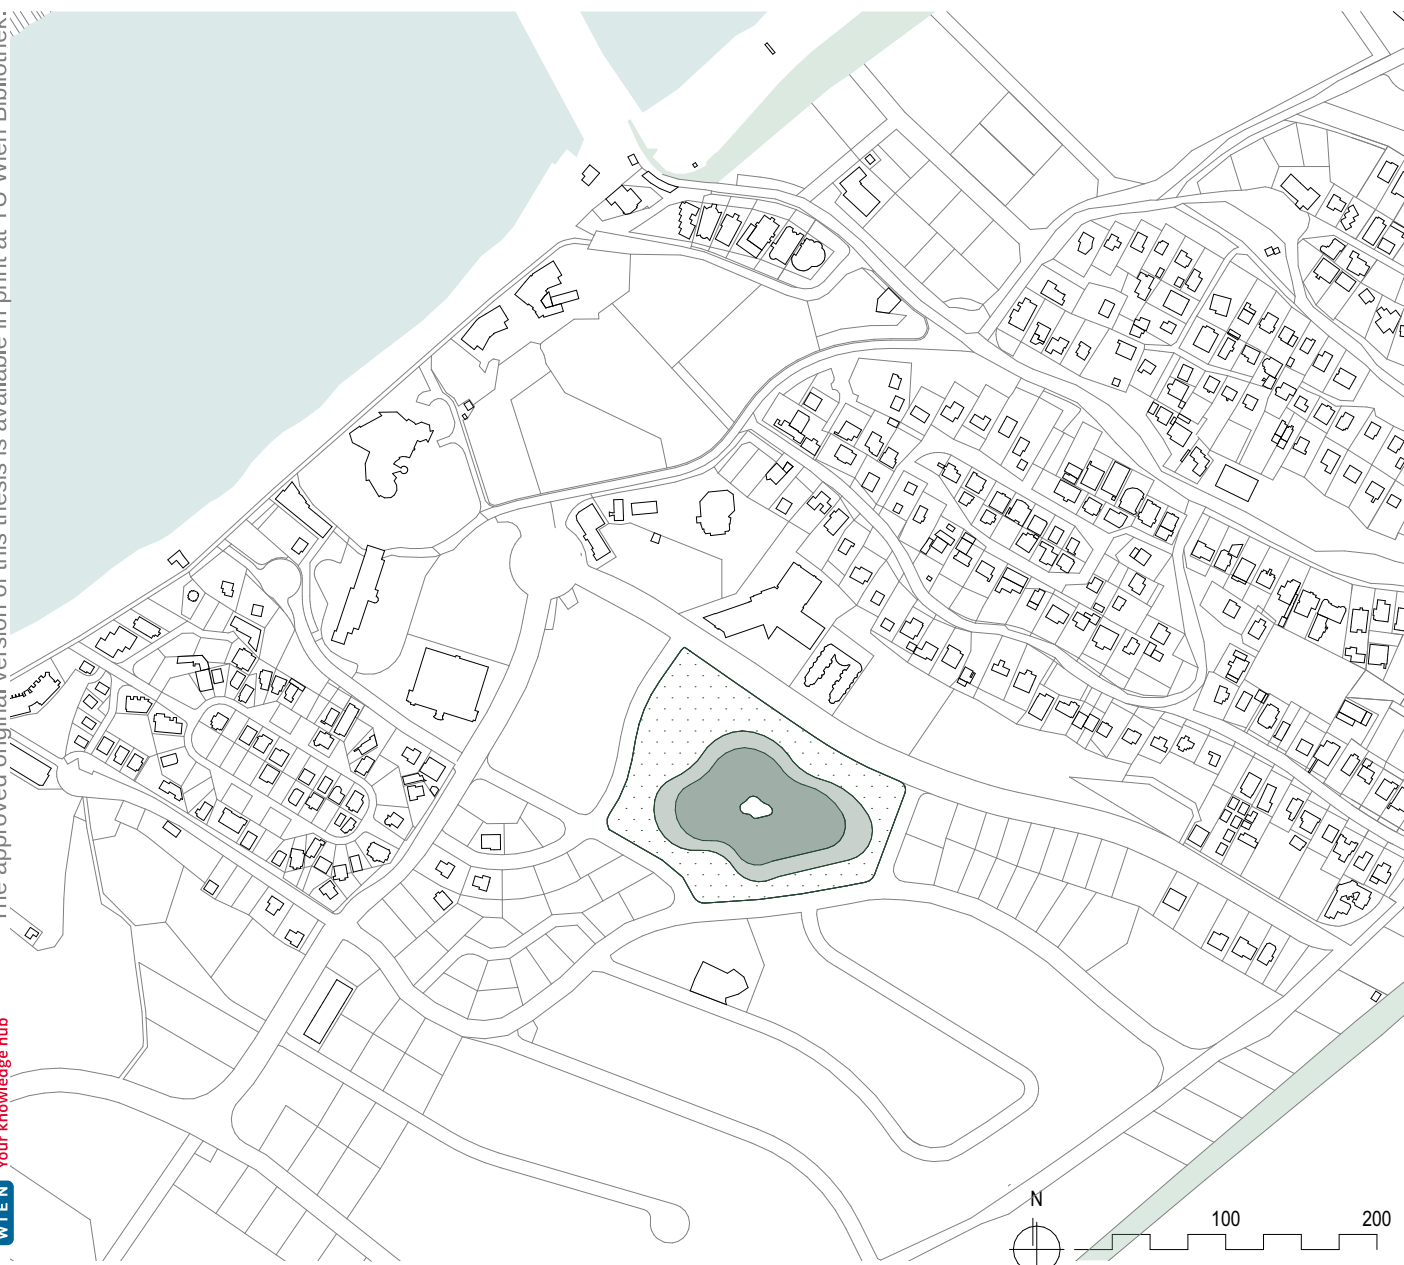 The approved original version of this thesis is available in print at TU Wien Bibliothek.
Your knowledge hub
WIEN
N
100
200